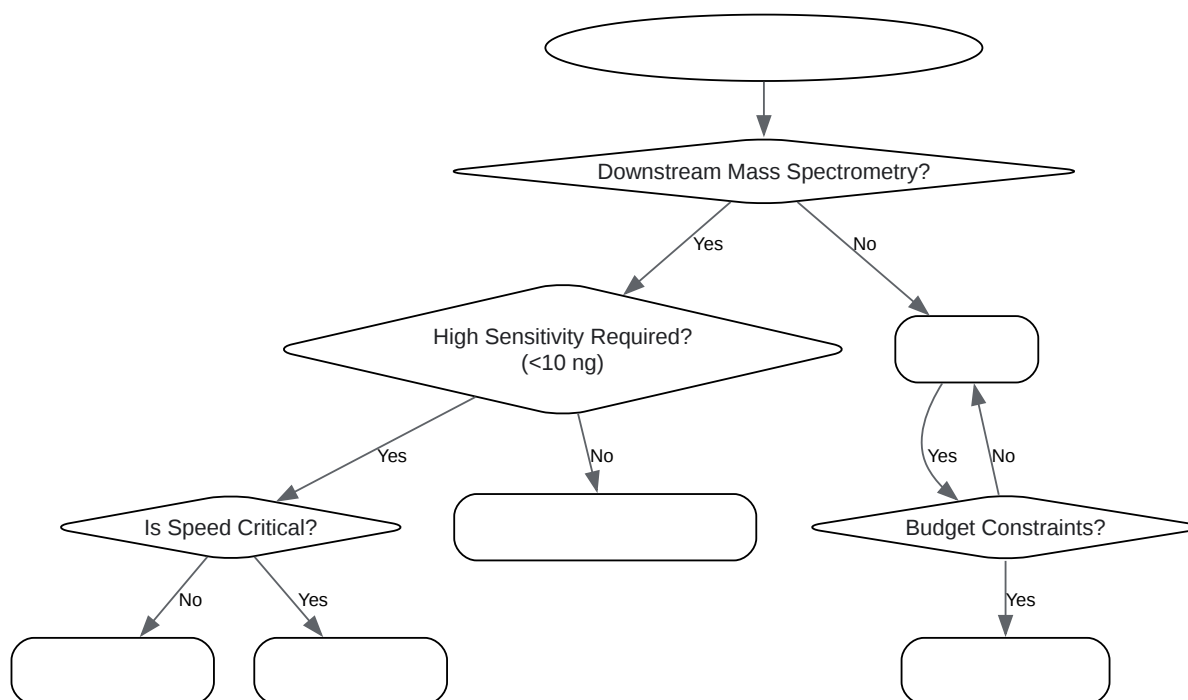 Downstream Mass Spectrometry?
Yes
No
High Sensitivity Required?
(<10 ng)
Yes
No
Yes
No
Is Speed Critical?
Budget Constraints?
No
Yes
Yes